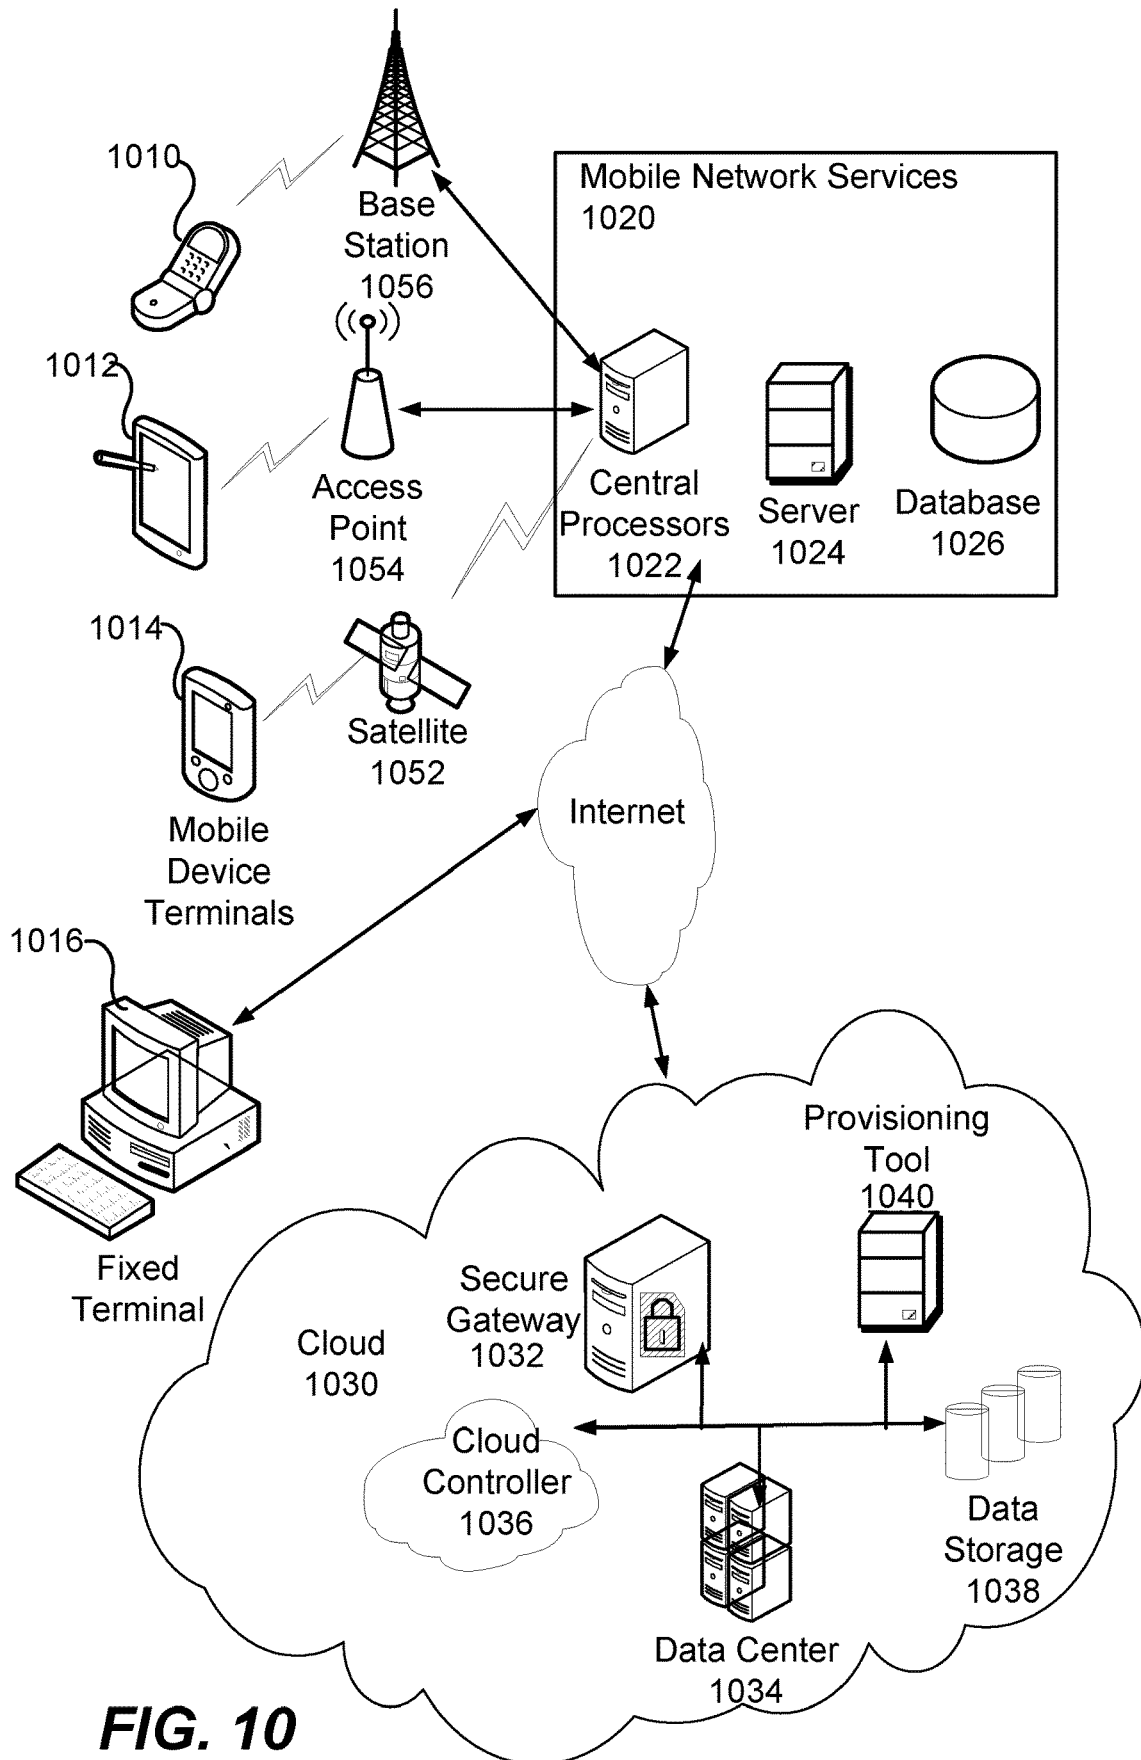 1010
Base
Station
1056
Mobile Network Services
1020
1012
Access
Point
1054
Central
Processors
1022
Server
1024
Database
1026
1014
Satellite
1052
Mobile
Device
Terminals
Internet
1016
Fixed
Terminal
Provisioning
Tool
1040
Secure
Gateway
1032
Cloud
1030
Cloud
Controller
1036
Data
Storage
1038
Data Center
1034
FIG. 10